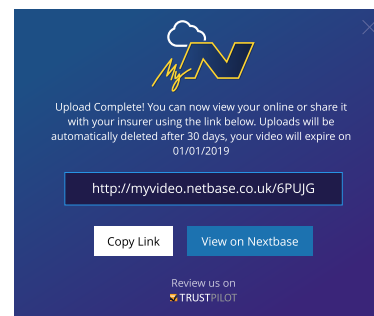 My N
Upload Complete! You can now view your online or share it
with your insurer using the link below. Uploads will be
automatically deleted after 30 days, your video will expire on
01/01/2019
http://myvideo.netbase.co.uk/6PUJG
Copy Link
View on Nextbase
Review us on
TRUSTPILOT